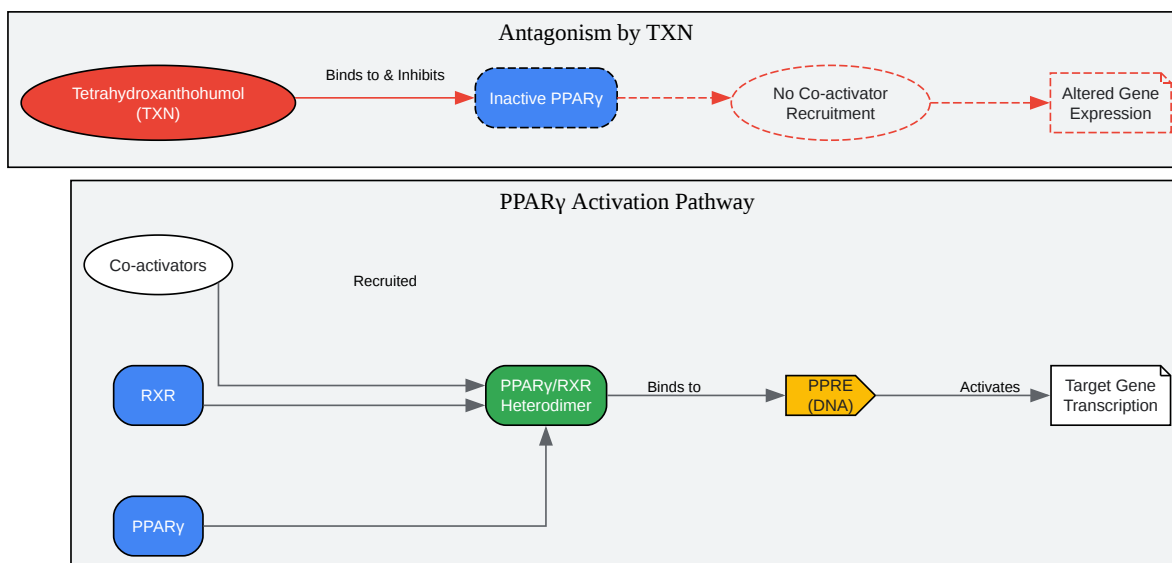 Antagonism by TXN
Tetrahydroxanthohumol
(TXN)
Binds to & Inhibits
Inactive PPARγ
No Co-activator
Recruitment
Altered Gene
Expression
PPARγ Activation Pathway
Co-activators
Recruited
RXR
PPARγ/RXR
Heterodimer
Binds to
PPRE
(DNA)
Activates
Target Gene
Transcription
PPARγ